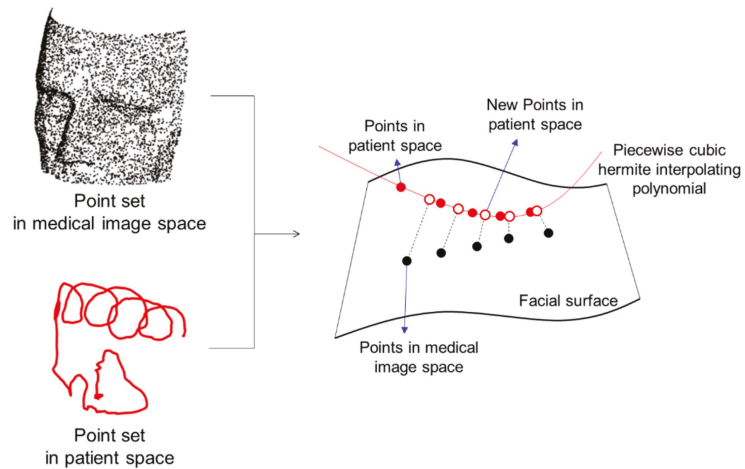 Point set
in medical image space
Point set
in patient space
Points in
patient space
New Points in
patient space
Piecewise cubic
hermite interpolating
polynomial
Facial surface
Points in medical
image space